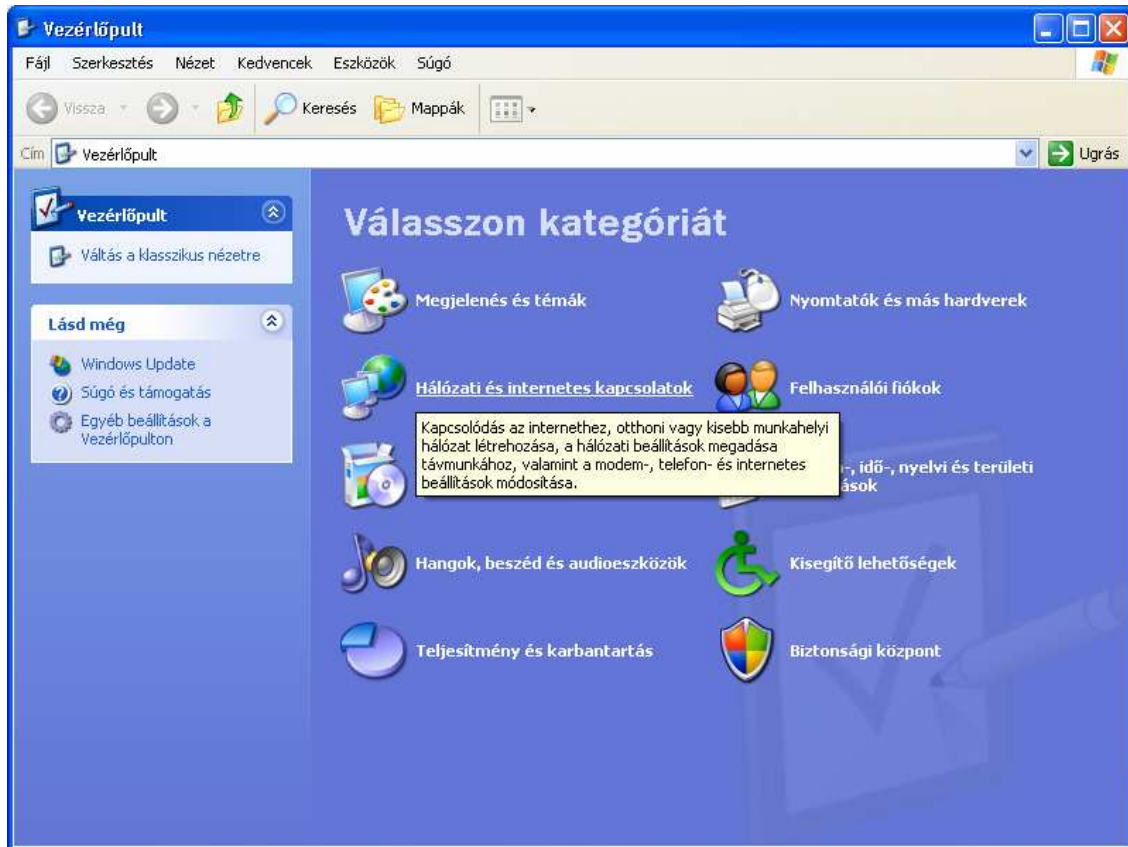 Vezérlőpult
Fájl Szerkesztés Nézet Kedvencek Eszközök Súgó
Vissza Keresés Mappák
Cím Vezérlőpult Ugrás
Vezérlőpult
Váltás a klasszikus nézetre
Lásd még
Windows Update
Súgó és támogatás
Egyéb beállítások a
Vezérlőpulton
Válasszon kategóriát
Megjelenés és témák
Nyomtatók és más hardverek
Hálózati és internetes kapcsolatok
Felhasználói fiókok
Kapcsolódás az internethez, otthoni vagy kisebb munkahelyi
hálózat létrehozása, a hálózati beállítások megadása
távmunkához, valamint a modem-, telefon- és internetes
beállítások módosítása.
idő-, nyelvi és területi
Hangok, beszéd és audioeszközök
Kisegítő lehetőségek
Teljesítmény és karbantartás
Biztonsági központ